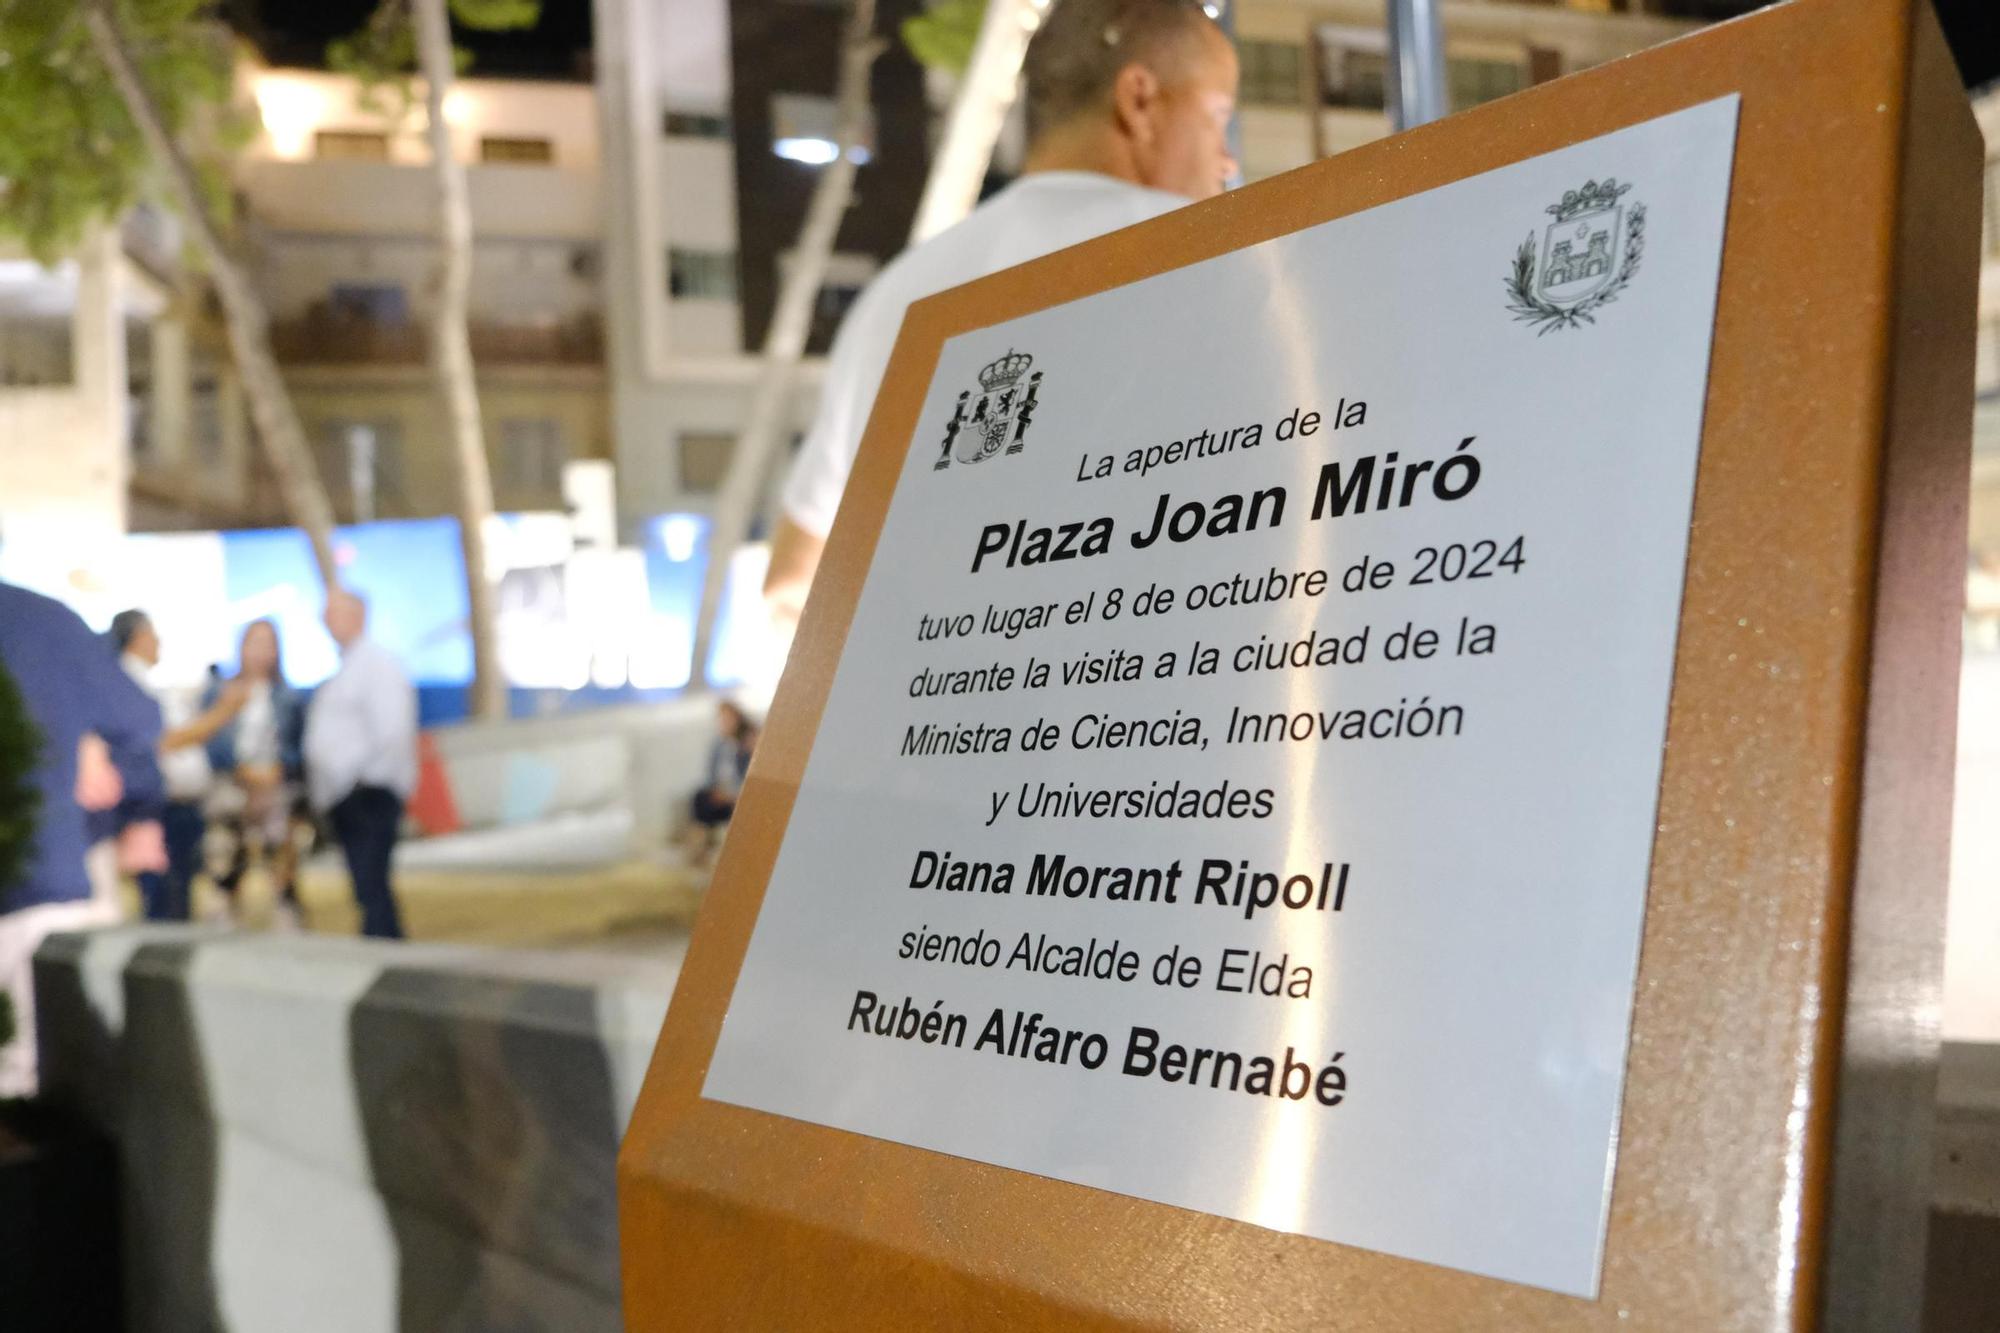 La apertura de la
Plaza Joan Miró
tuvo lugar el 8 de octubre de 2024
durante la visita a la ciudad de la
Ministra de Ciencia, Innovación
y Universidades
Diana Morant Ripoll
siendo Alcalde de Elda
Rubén Alfaro Bernabé